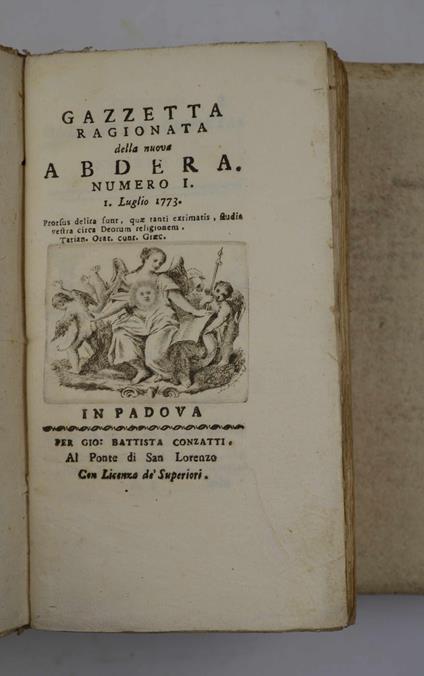 GAZZETTA
RAGIONATA
della nuova
ABDERA.
NUMERO I.
1. Luglio 1773.
Prorsus delira sunt, quæ tanti extimatis, studia
vestra circa Deorum religionem.
Tatian. Orat. cont. Græc.
IN PADOVA
PER GIO: BATTISTA CONZATTI.
Al Ponte di San Lorenzo
Con Licenza de' Superiori.